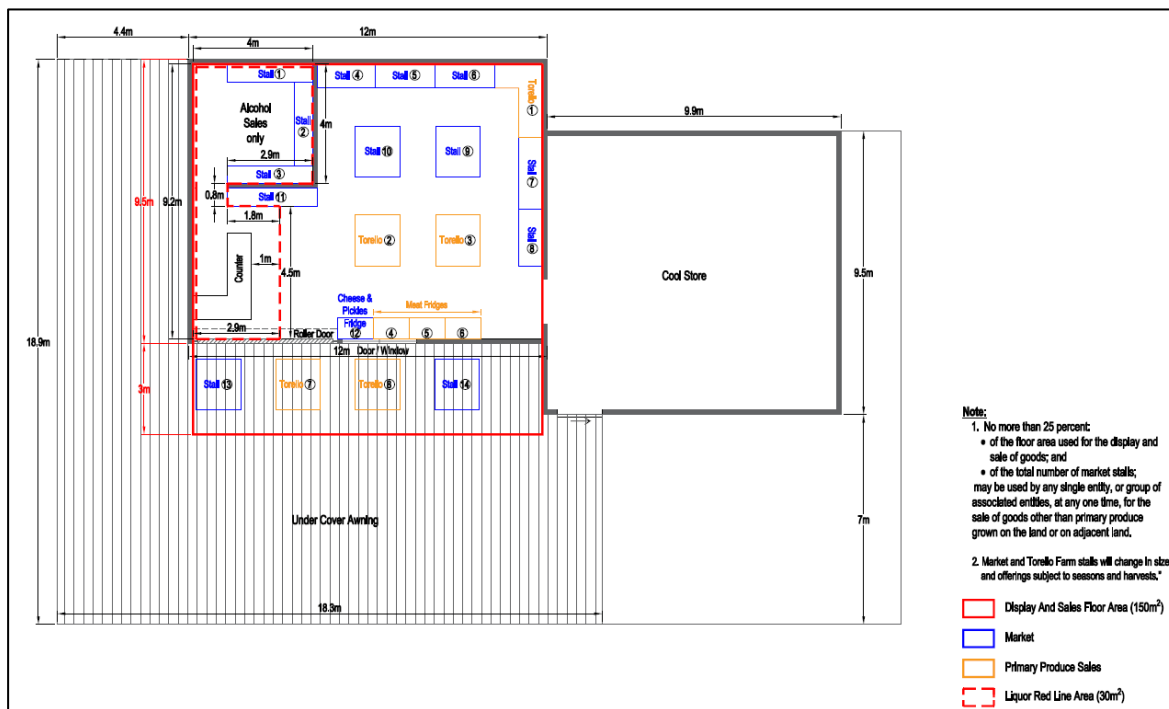 4.4m
12m
4m
Stall ①
Stall ④
Stall ⑤
Stall ⑥
Torello ①
Alcohol
Sales
only
Stall ②
4m
9.9m
Stall ⑩
Stall ⑨
2.9m
Stall ③
Stall ⑦
0.8m
Stall ⑪
9.5m
9.2m
1.8m
Stall ⑧
Torello ②
Torello ③
1m
4.5m
Counter
Cool Store
9.5m
Cheese &
Pickles
Fridge
⑫
Meat Fridges
④
⑤
⑥
2.9m
Roller Door
12m
Door / Window
18.9m
3m
Stall ⑬
Torello ⑦
Torello ⑧
Stall ⑭
Under Cover Awning
7m
18.3m
Note:
1. No more than 25 percent:
• of the floor area used for the display and
sale of goods; and
• of the total number of market stalls;
may be used by any single entity, or group of
associated entities, at any one time, for the
sale of goods other than primary produce
grown on the land or on adjacent land.
2. Market and Torello Farm stalls will change in size
and offerings subject to seasons and harvests."
Display And Sales Floor Area (150m²)
Market
Primary Produce Sales
Liquor Red Line Area (30m²)